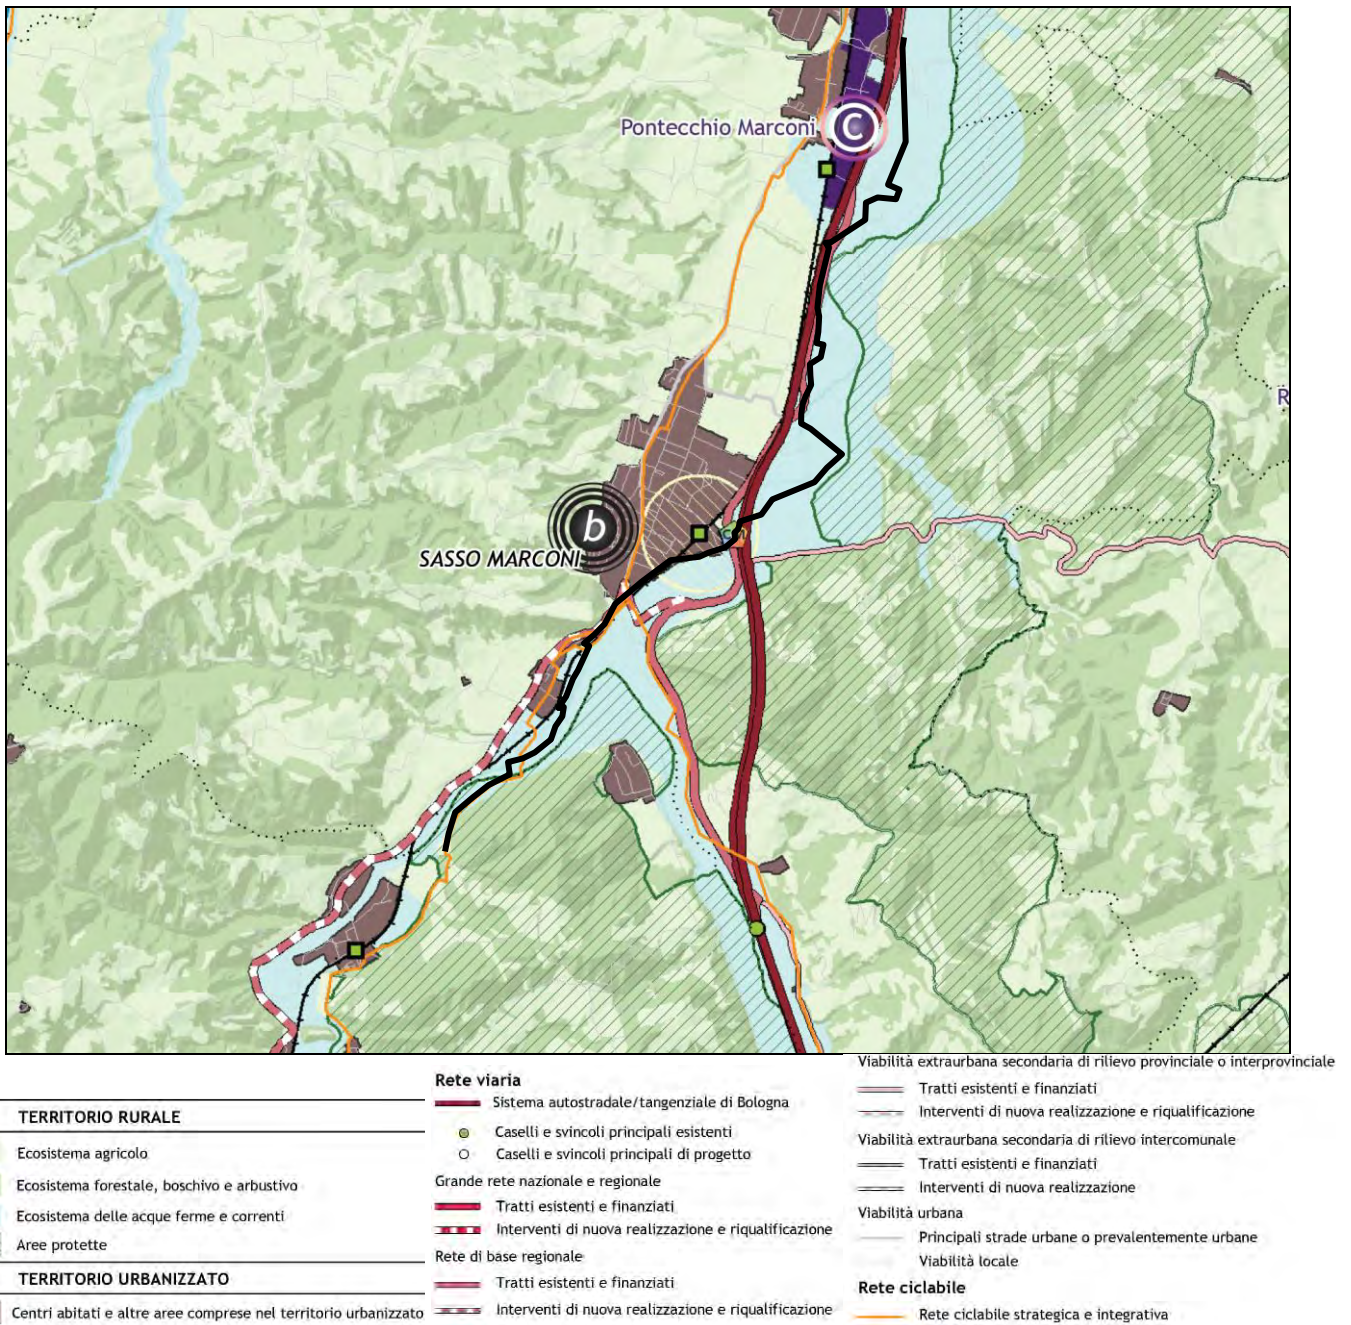 Pontecchio Marconi
C
R
b
SASSO MARCONI
TERRITORIO RURALE
Ecosistema agricolo
Ecosistema forestale, boschivo e arbustivo
Ecosistema delle acque ferme e correnti
Aree protette
TERRITORIO URBANIZZATO
Centri abitati e altre aree comprese nel territorio urbanizzato
Rete viaria
Sistema autostradale/tangenziale di Bologna
Caselli e svincoli principali esistenti
Caselli e svincoli principali di progetto
Grande rete nazionale e regionale
Tratti esistenti e finanziati
Interventi di nuova realizzazione e riqualificazione
Rete di base regionale
Tratti esistenti e finanziati
Interventi di nuova realizzazione e riqualificazione
Viabilità extraurbana secondaria di rilievo provinciale o interprovinciale
Tratti esistenti e finanziati
Interventi di nuova realizzazione e riqualificazione
Viabilità extraurbana secondaria di rilievo intercomunale
Tratti esistenti e finanziati
Interventi di nuova realizzazione
Viabilità urbana
Principali strade urbane o prevalentemente urbane
Viabilità locale
Rete ciclabile
Rete ciclabile strategica e integrativa